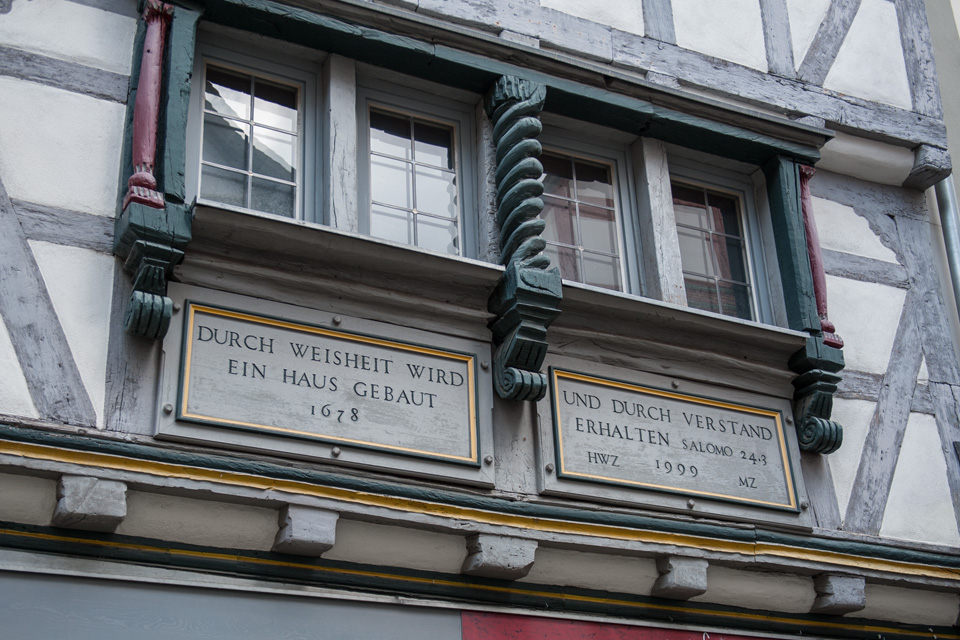 DURCH WEISHEIT WIRD
EIN HAUS GEBAUT
1678
UND DURCH VERSTAND
ERHALTEN SALOMO 24.3
HWZ 1999 MZ